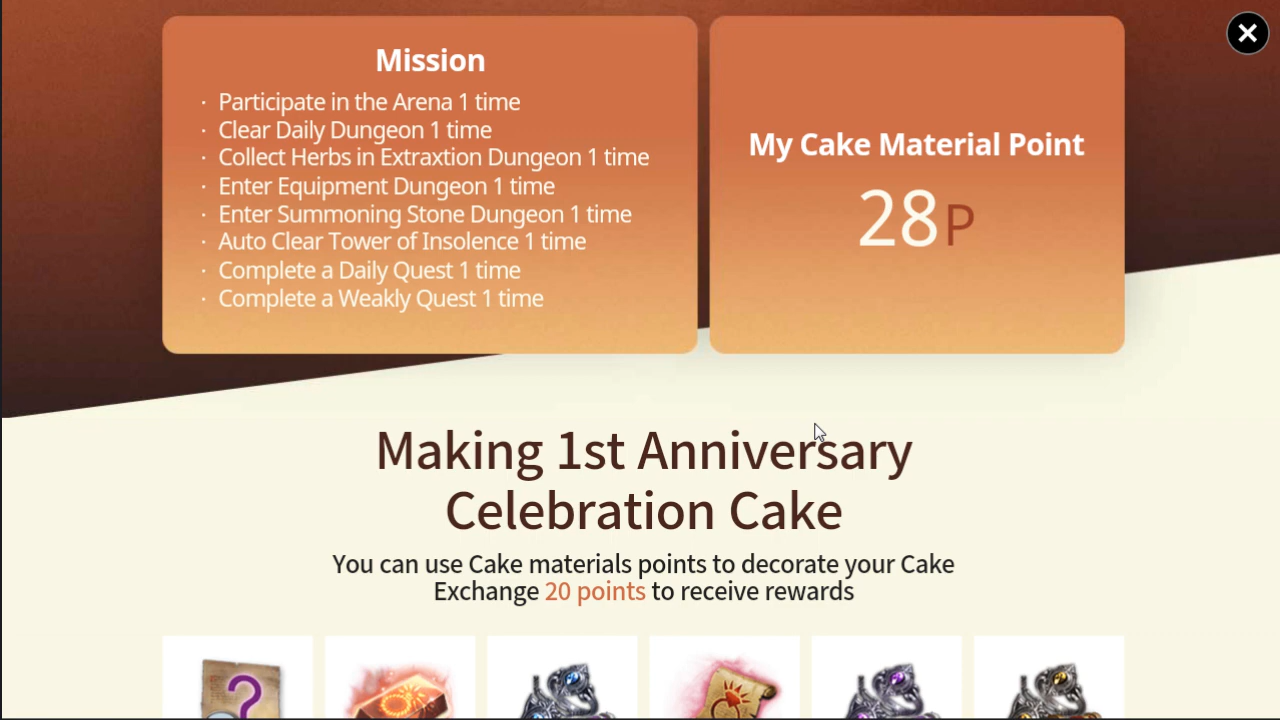 Mission
· Participate in the Arena 1 time
· Clear Daily Dungeon 1 time
· Collect Herbs in Extraxtion Dungeon 1 time
· Enter Equipment Dungeon 1 time
· Enter Summoning Stone Dungeon 1 time
· Auto Clear Tower of Insolence 1 time
· Complete a Daily Quest 1 time
· Complete a Weakly Quest 1 time
My Cake Material Point
28P
Making 1st Anniversary
Celebration Cake
You can use Cake materials points to decorate your Cake
Exchange 20 points to receive rewards
?